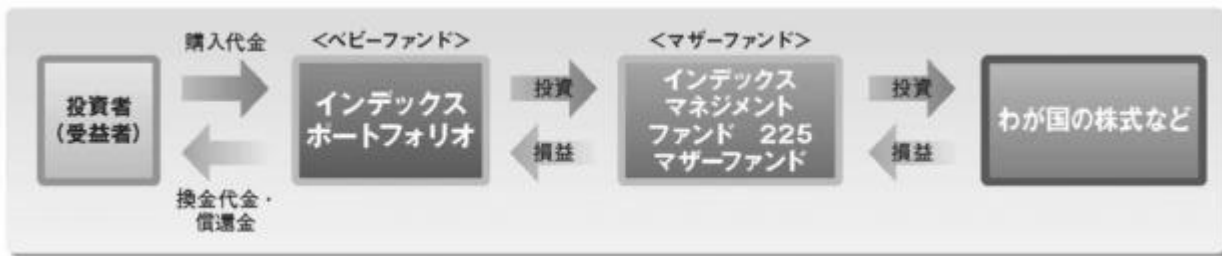 購入代金
<ベビーファンド>
<マザーファンド>
投資者
(受益者)
インデックス
ポートフォリオ
投資
損益
インデックス
マネジメント
ファンド 225
マザーファンド
投資
損益
わが国の株式など
換金代金・
償還金